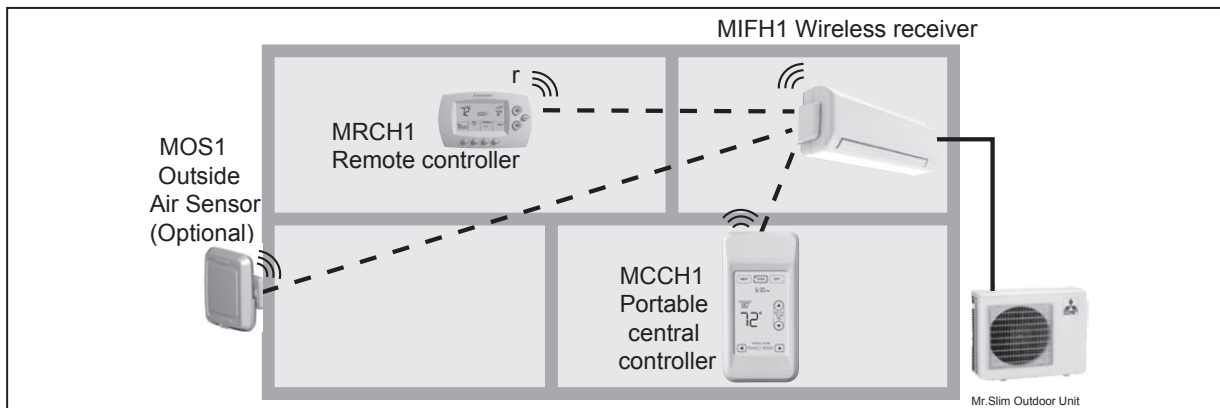 MIFH1 Wireless receiver
r
MRCH1
Remote controller
MOS1
Outside
Air Sensor
(Optional)
MCCH1
Portable
central
controller
72°
Mr.Slim Outdoor Unit